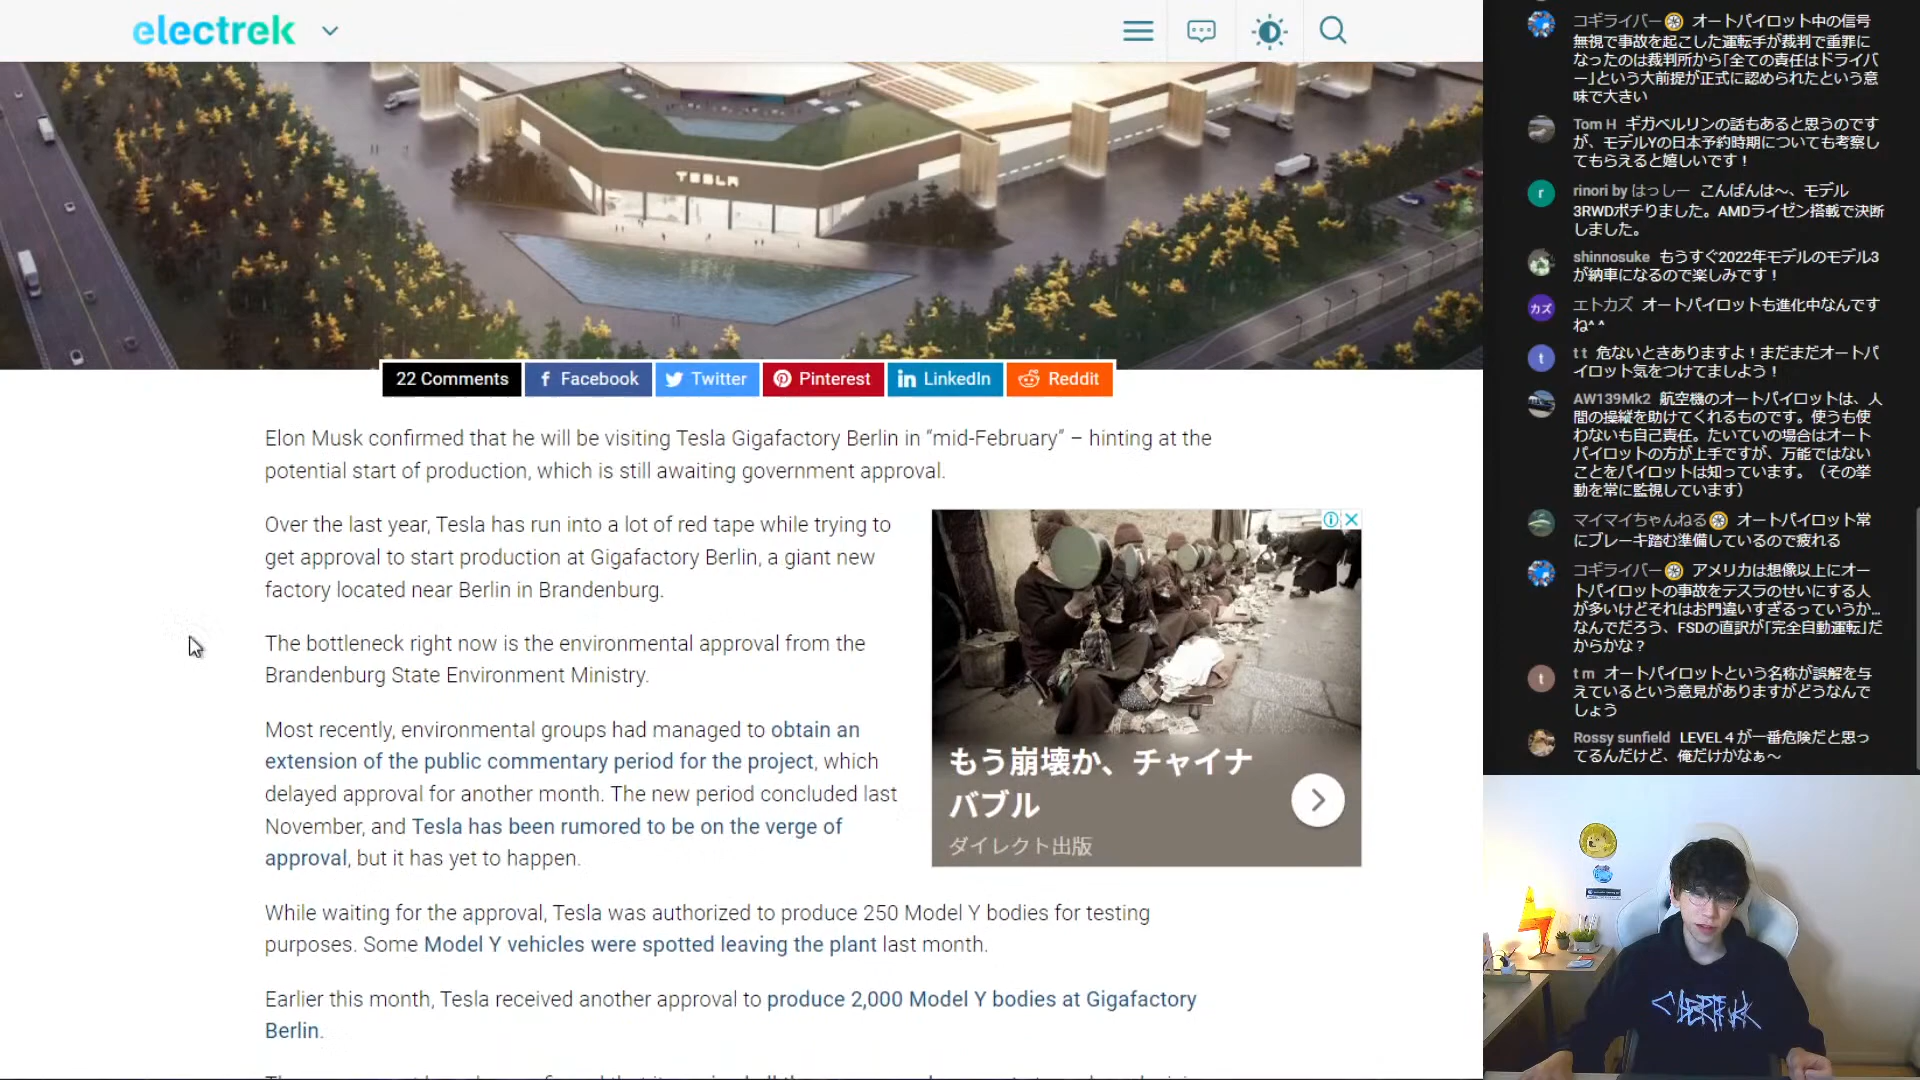 electrek
TESLA
22 Comments
Facebook
Twitter
Pinterest
LinkedIn
Reddit
Elon Musk confirmed that he will be visiting Tesla Gigafactory Berlin in “mid-February” – hinting at the
potential start of production, which is still awaiting government approval.
Over the last year, Tesla has run into a lot of red tape while trying to
get approval to start production at Gigafactory Berlin, a giant new
factory located near Berlin in Brandenburg.
The bottleneck right now is the environmental approval from the
Brandenburg State Environment Ministry.
Most recently, environmental groups had managed to obtain an
extension of the public commentary period for the project, which
delayed approval for another month. The new period concluded last
November, and Tesla has been rumored to be on the verge of
approval, but it has yet to happen.
While waiting for the approval, Tesla was authorized to produce 250 Model Y bodies for testing
purposes. Some Model Y vehicles were spotted leaving the plant last month.
Earlier this month, Tesla received another approval to produce 2,000 Model Y bodies at Gigafactory
Berlin.
もう崩壊か、チャイナ
バブル
ダイレクト出版
コギライバー オートパイロット中の信号
無視で事故を起こした運転手が裁判で重罪に
なったのは裁判所から｢全ての責任はドライバ
ー｣という大前提が正式に認められたという意
味で大きい
Tom H ギガベルリンの話もあると思うのです
が、モデルYの日本予約時期についても考察し
てもらえると嬉しいです！
r
rinori by はっしー こんばんは〜、モデル
3RWDポチりました。AMDライゼン搭載で決断
しました。
shinnosuke もうすぐ2022年モデルのモデル3
が納車になるので楽しみです！
カズ
エトカズ オートパイロットも進化中なんです
ね^ ^
t
t t 危ないときありますよ！まだまだオートパ
イロット気をつけてましよう！
AW139Mk2 航空機のオートパイロットは、人
間の操縦を助けてくれるものです。使うも使
わないも自己責任。たいていの場合はオート
パイロットの方が上手ですが、万能ではない
ことをパイロットは知っています。（その挙
動を常に監視しています）
マイマイちゃんねる オートパイロット常
にブレーキ踏む準備しているので疲れる
コギライバー アメリカは想像以上にオー
トパイロットの事故をテスラのせいにする人
が多いけどそれはお門違いすぎるっていうか...
なんでだろう、FSDの直訳が｢完全自動運転｣だ
からかな？
t
t m オートパイロットという名称が誤解を与
えているという意見がありますがどうなんで
しょう
Rossy sunfield LEVEL４が一番危険だと思っ
てるんだけど、俺だけかなぁ〜